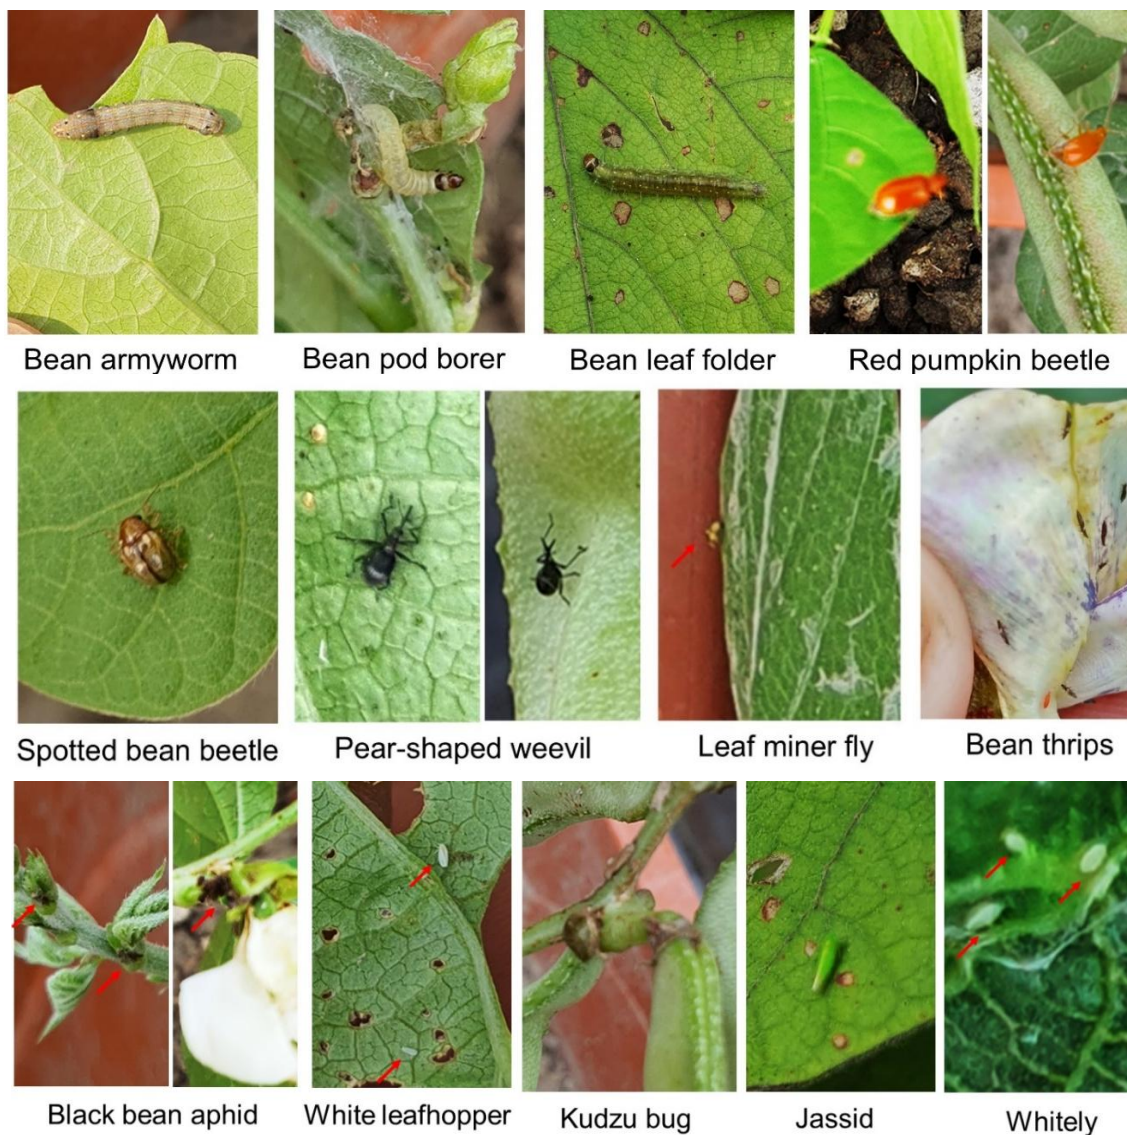 Bean armyworm
Bean pod borer
Bean leaf folder
Red pumpkin beetle
Spotted bean beetle
Pear-shaped weevil
Leaf miner fly
Bean thrips
Black bean aphid
White leafhopper
Kudzu bug
Jassid
Whitely